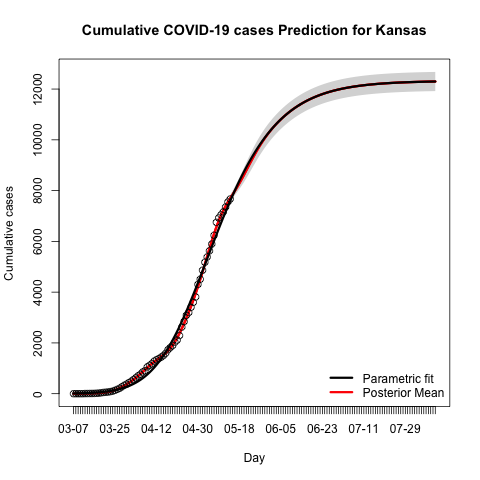 Cumulative COVID-19 cases Prediction for Kansas
Cumulative cases
12000
10000
8000
6000
4000
2000
0
Parametric fit
Posterior Mean
03-07 03-25 04-12 04-30 05-18 06-05 06-23 07-11 07-29
Day